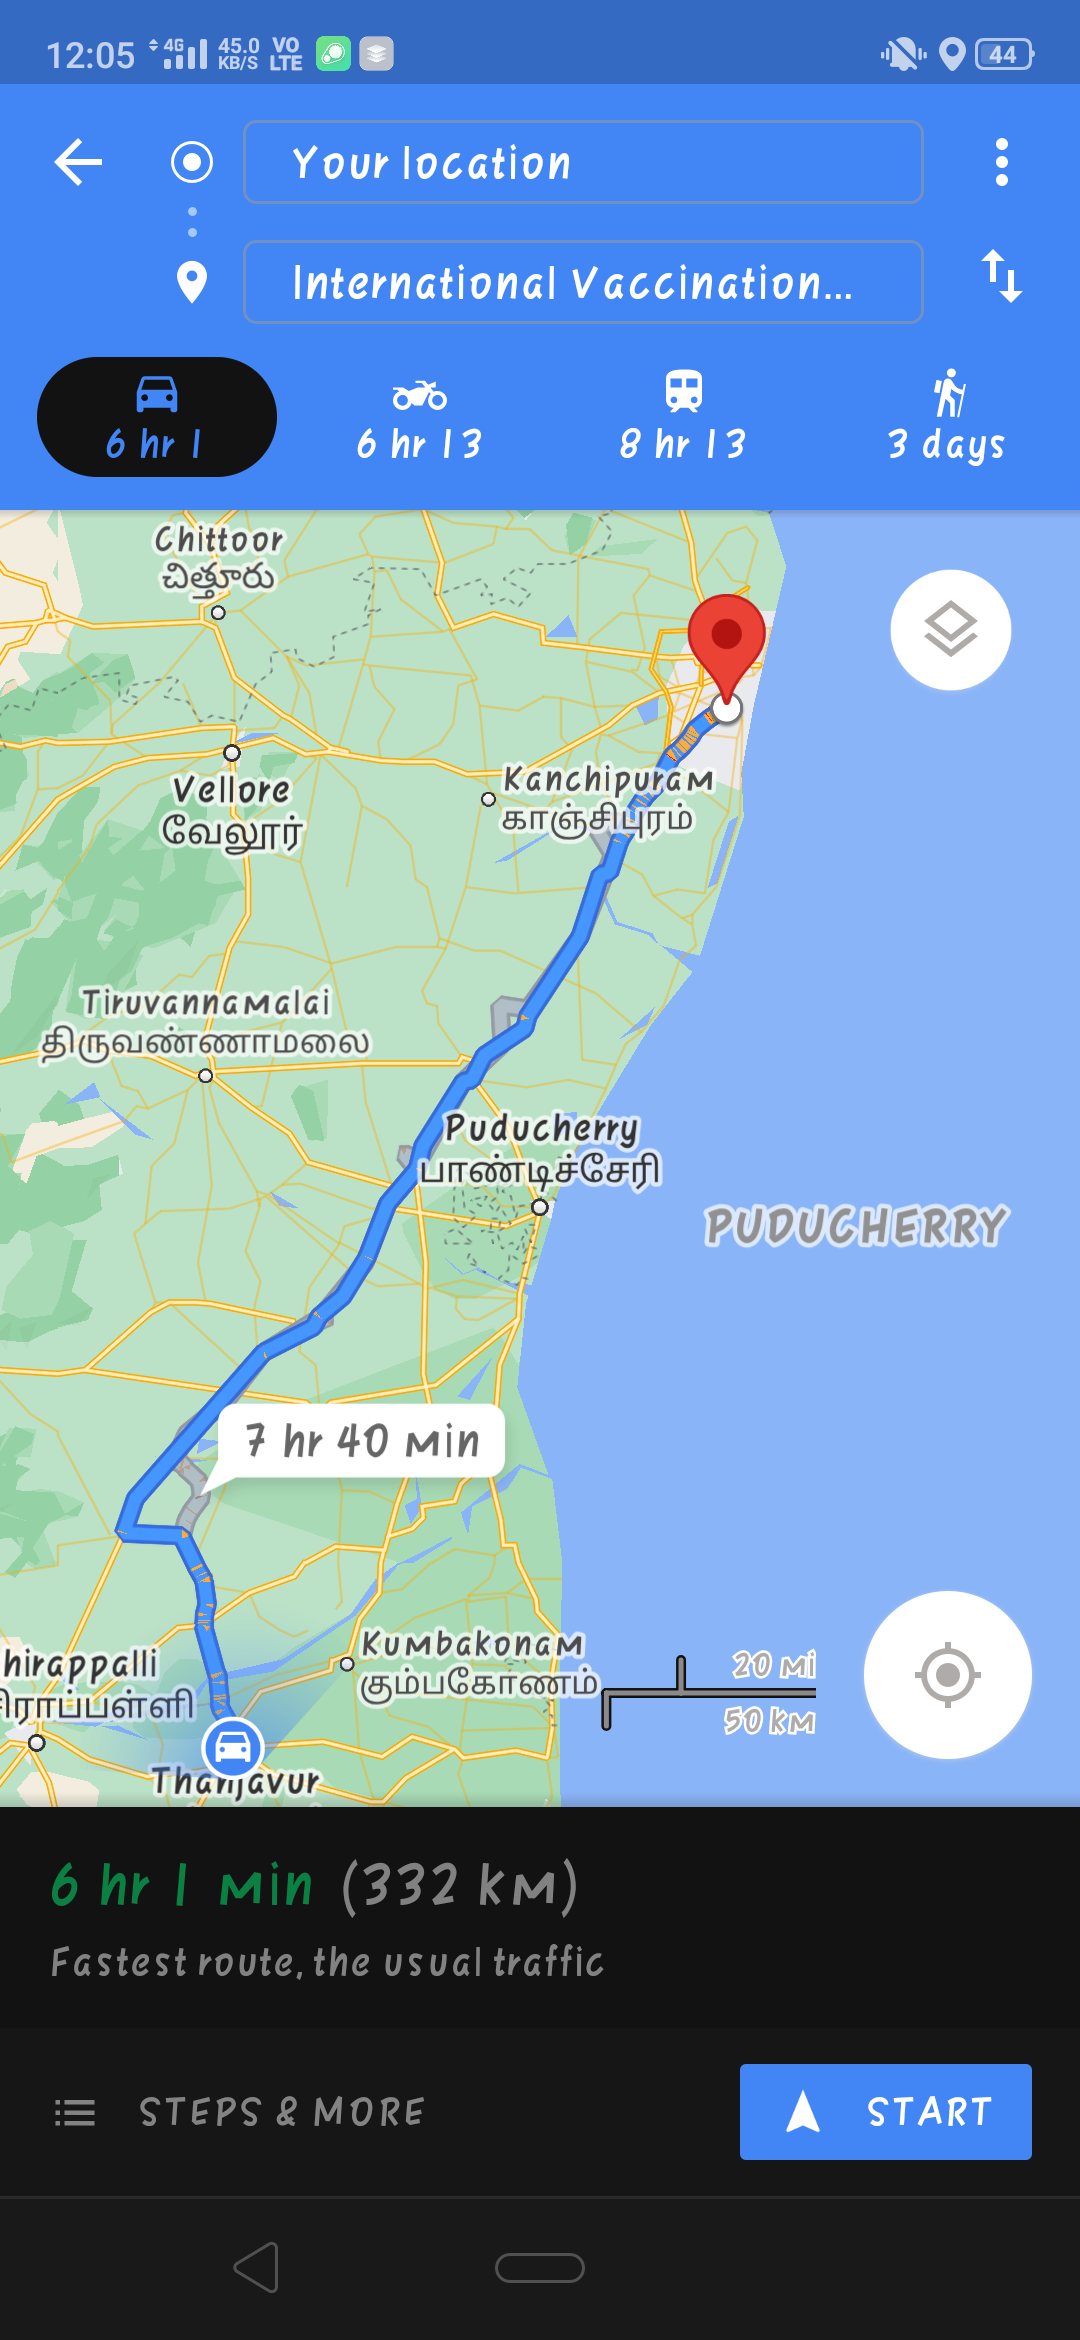 12:05 4G 45.0 KB/S VO LTE 44
Your location
International Vaccination...
6 hr 1
6 hr 13
8 hr 13
3 days
Chittoor
చిత్తూరు
Vellore
வேலூர்
Kanchipuram
காஞ்சிபுரம்
Tiruvannamalai
திருவண்ணாமலை
Puducherry
பாண்டிச்சேரி
PUDUCHERRY
7 hr 40 min
Kumbakonam
கும்பகோணம்
hirappalli
சிராப்பள்ளி
20 mi
50 km
Thanjavur
6 hr 1 min (332 km)
Fastest route, the usual traffic
STEPS & MORE
START